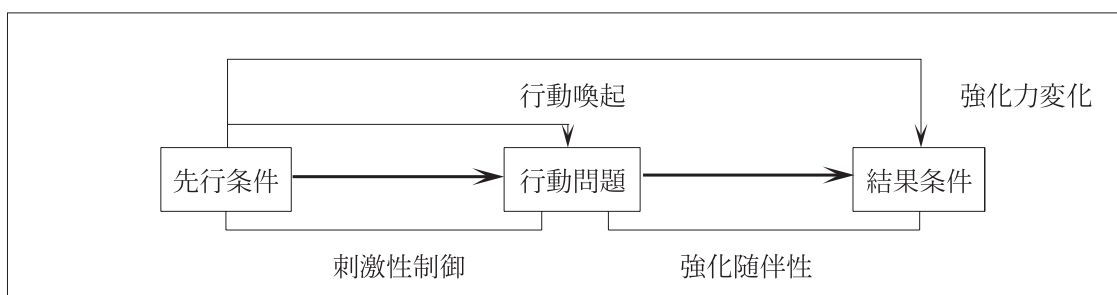 行動喚起
強化力変化
先行条件
行動問題
結果条件
刺激性制御
強化随伴性